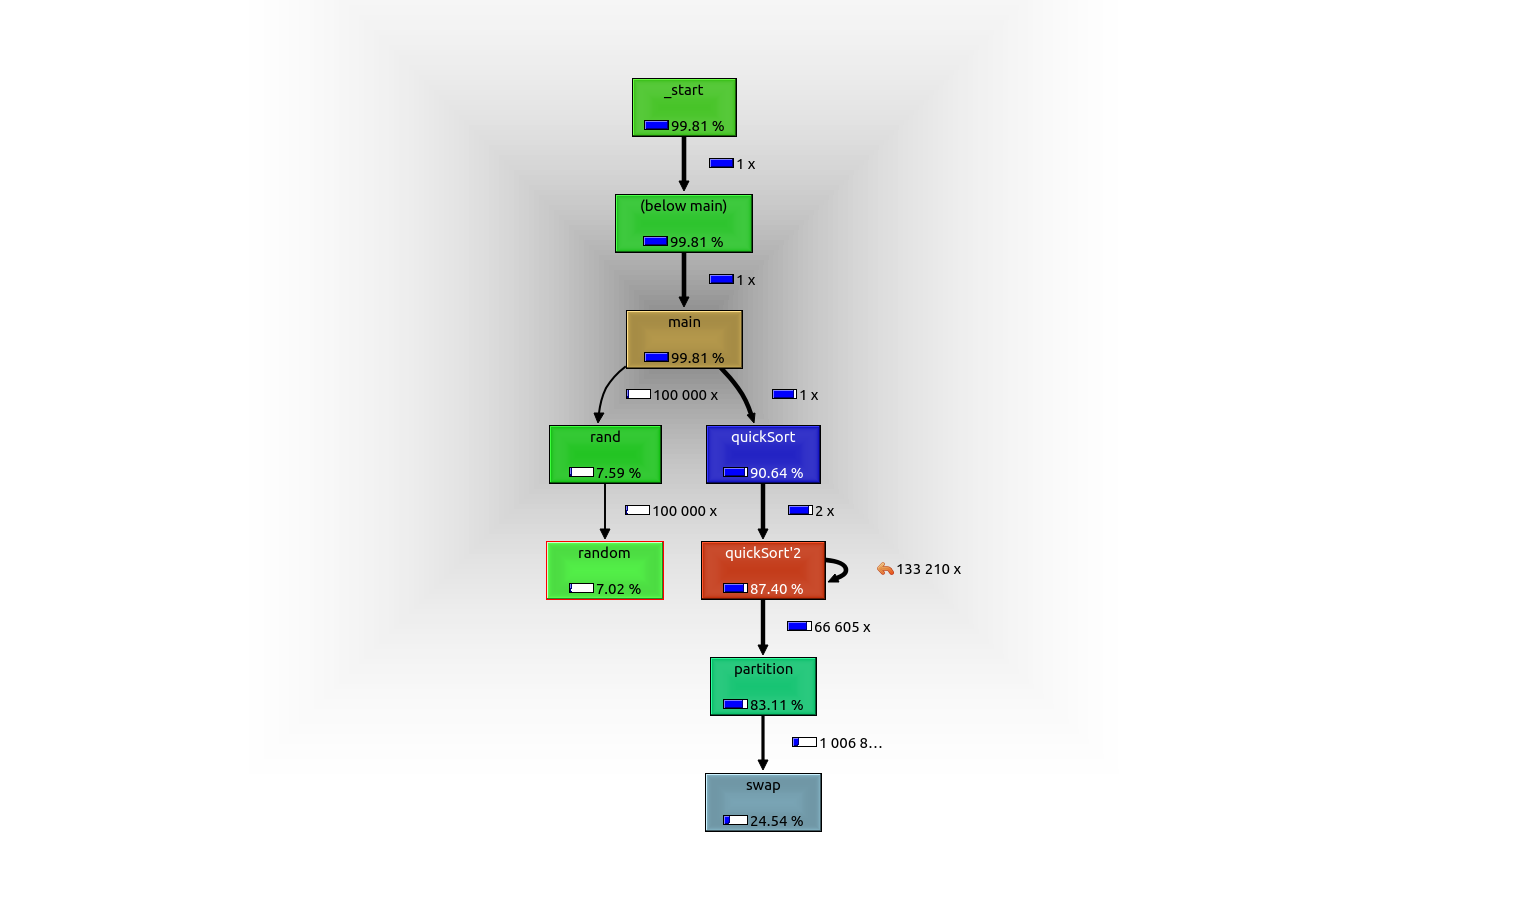 _start
99.81 %
1 x
(below main)
99.81 %
1 x
main
99.81 %
100 000 x
1 x
rand
7.59 %
quickSort
90.64 %
100 000 x
2 x
random
7.02 %
quickSort'2
87.40 %
133 210 x
66 605 x
partition
83.11 %
1 006 8...
swap
24.54 %